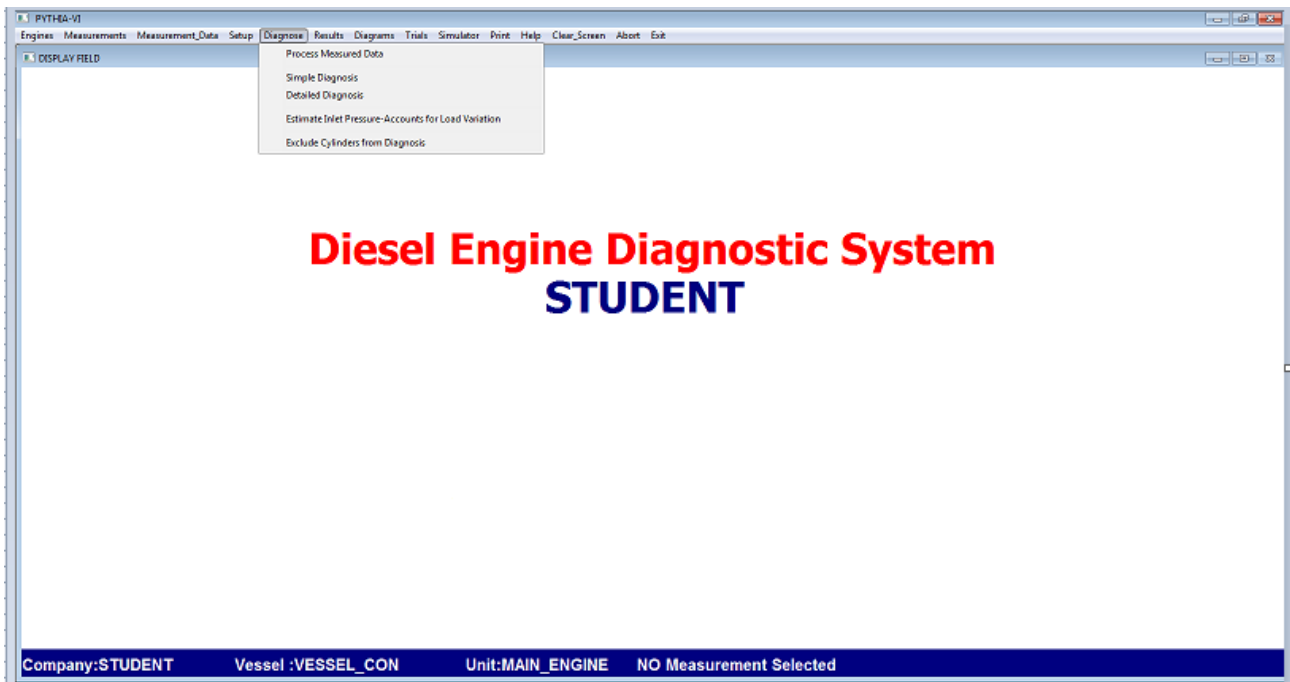 PYTHIA-VI
Engines Measurements Measurement_Data Setup Diagnose Results Diagrams Trials Simulator Print Help Clear_Screen Abort Exit
DISPLAY FIELD
Process Measured Data
Simple Diagnosis
Detailed Diagnosis
Estimate Inlet Pressure-Accounts for Load Variation
Exclude Cylinders from Diagnosis
Diesel Engine Diagnostic System
STUDENT
Company:STUDENT Vessel :VESSEL_CON Unit:MAIN_ENGINE NO Measurement Selected